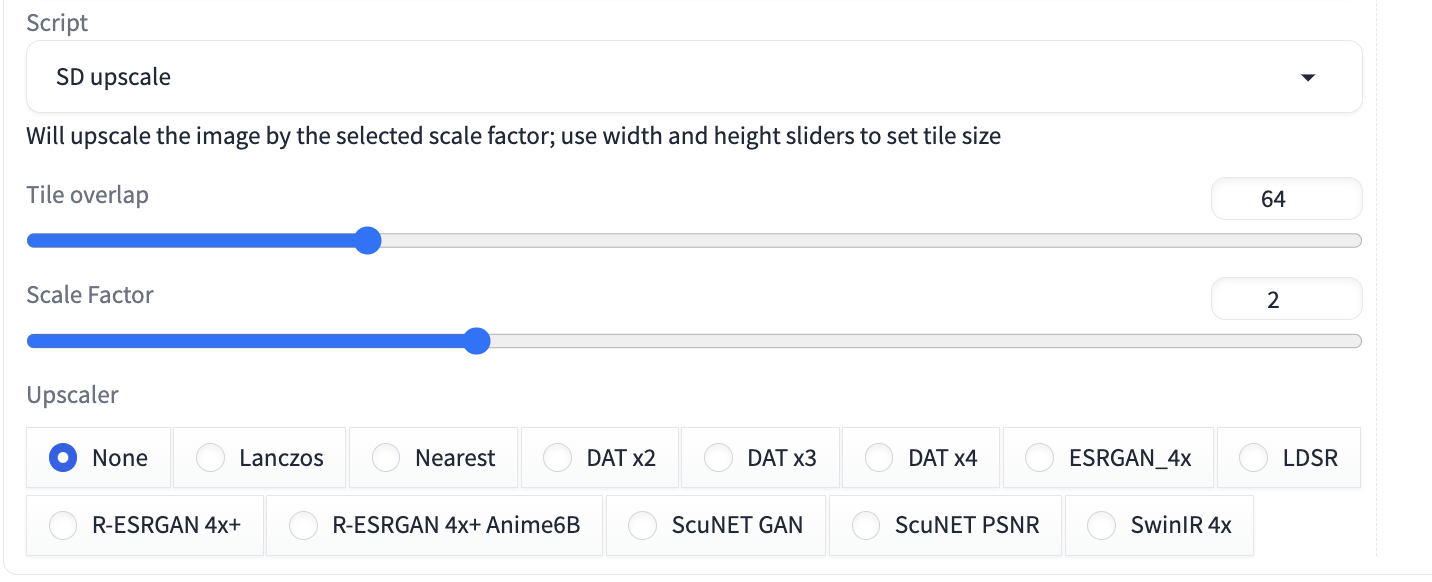 Script
SD upscale
Will upscale the image by the selected scale factor; use width and height sliders to set tile size
Tile overlap
64
Scale Factor
2
Upscaler
None Lanczos Nearest DAT x2 DAT x3 DAT x4 ESRGAN_4x LDSR
R-ESRGAN 4x+ R-ESRGAN 4x+ Anime6B ScuNET GAN ScuNET PSNR SwinIR 4x